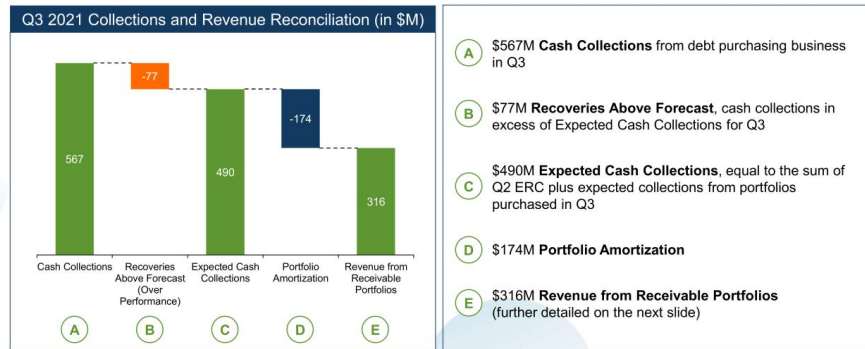 Q3 2021 Collections and Revenue Reconciliation (in $M)
567
-77
490
-174
316
Cash Collections
Recoveries
Above Forecast
(Over
Performance)
Expected Cash
Collections
Portfolio
Amortization
Revenue from
Receivable
Portfolios
A
B
C
D
E
A
$567M Cash Collections from debt purchasing business
in Q3
B
$77M Recoveries Above Forecast, cash collections in
excess of Expected Cash Collections for Q3
C
$490M Expected Cash Collections, equal to the sum of
Q2 ERC plus expected collections from portfolios
purchased in Q3
D
$174M Portfolio Amortization
E
$316M Revenue from Receivable Portfolios
(further detailed on the next slide)